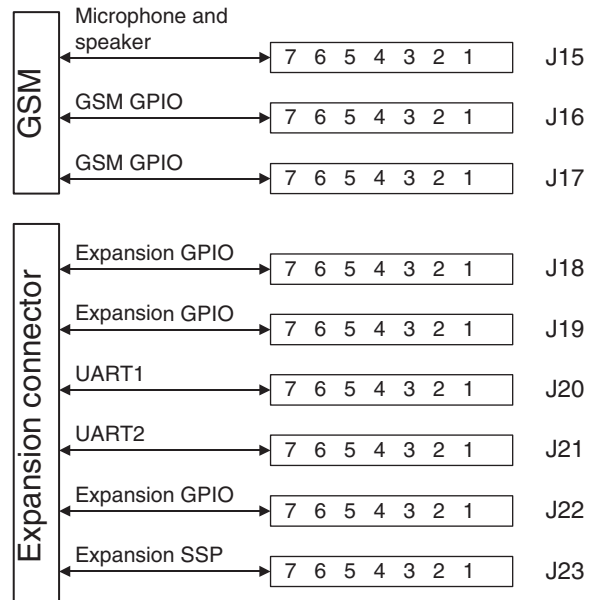 GSM
Microphone and
speaker
7 6 5 4 3 2 1 J15
GSM GPIO
7 6 5 4 3 2 1 J16
GSM GPIO
7 6 5 4 3 2 1 J17
Expansion connector
Expansion GPIO
7 6 5 4 3 2 1 J18
Expansion GPIO
7 6 5 4 3 2 1 J19
UART1
7 6 5 4 3 2 1 J20
UART2
7 6 5 4 3 2 1 J21
Expansion GPIO
7 6 5 4 3 2 1 J22
Expansion SSP
7 6 5 4 3 2 1 J23